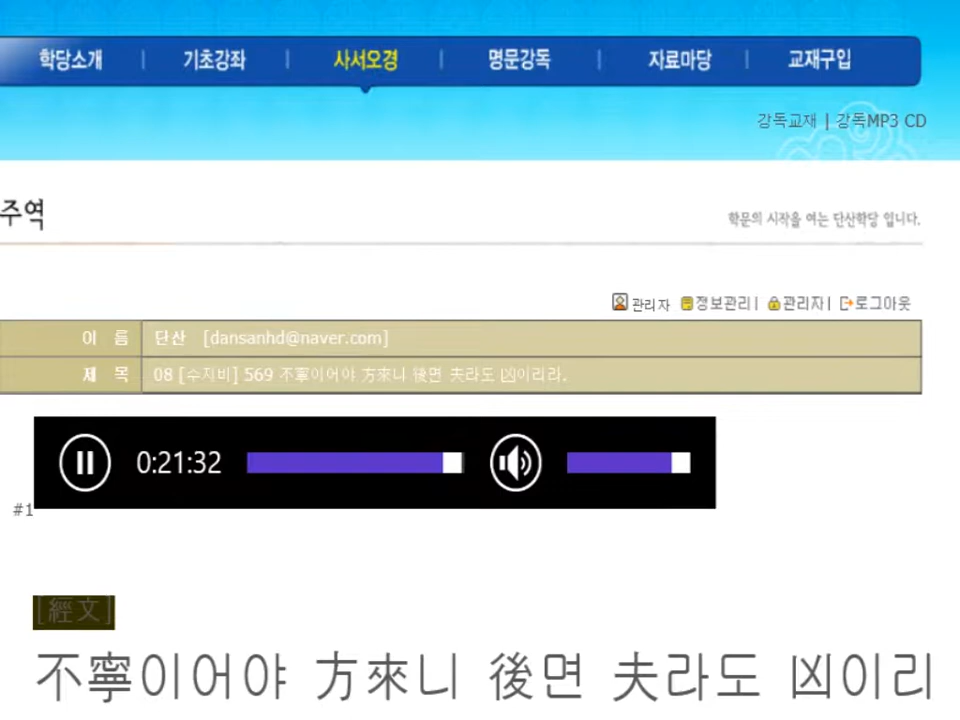 학당소개 | 기초강좌 | 사서오경 | 명문강독 | 자료마당 | 교재구입
강독교재 | 강독MP3 CD
주역
학문의 시작을 여는 단산학당 입니다.
관리자 정보관리 | 관리자 | 로그아웃
이 름 단산 [dansanhd@naver.com]
제 목 08 [수지비] 569 不寧이어야 方來니 後면 夫라도 凶이리라.
0:21:32
#1
[經文]
不寧이어야 方來니 後면 夫라도 凶이리